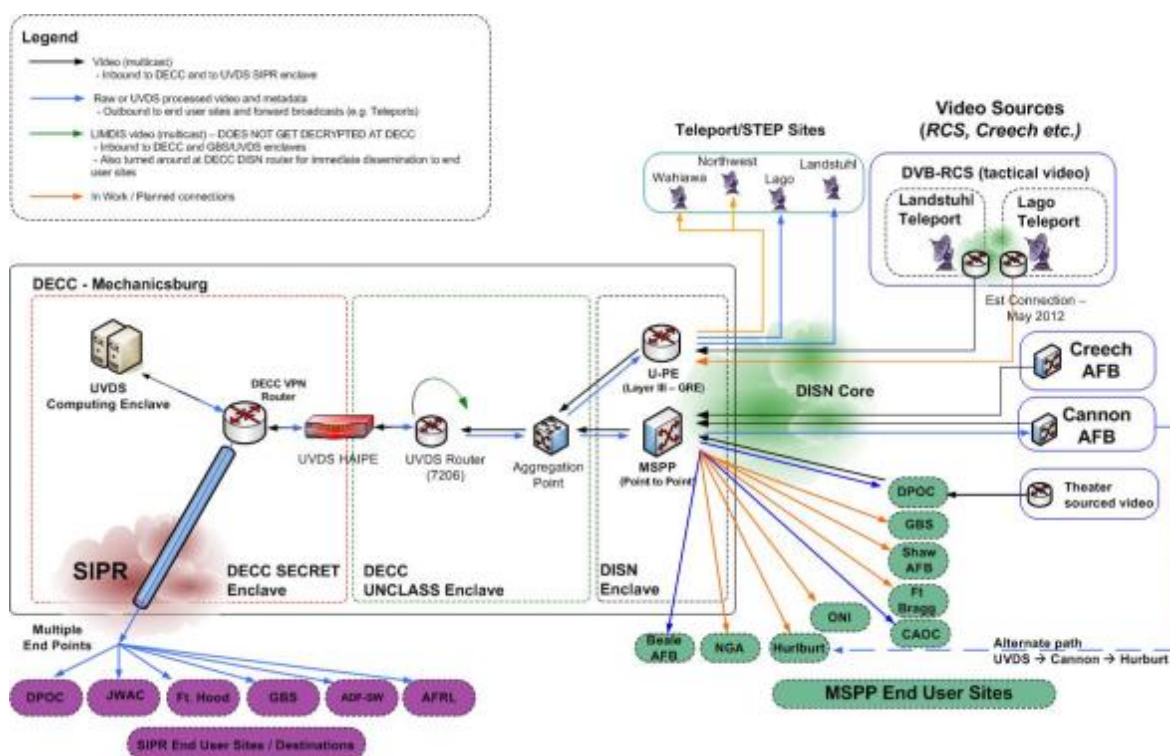 Legend
Video (multicast)
- Inbound to DECC and to UVDS SIPR enclave
Raw or UVDS processed video and metadata
- Outbound to end user sites and forward broadcasts (e.g. Teleports)
LIMDIS video (multicast) – DOES NOT GET DECRYPTED AT DECC
- Inbound to DECC and GBS/UVDS enclaves
- Also turned around at DECC DISN router for immediate dissemination to end
user sites
In Work / Planned connections
Teleport/STEP Sites
Wahiawa
Northwest
Lago
Landstuhl
Video Sources
(RCS, Creech etc.)
DVB-RCS (tactical video)
Landstuhl
Teleport
Lago
Teleport
Est Connection –
May 2012
Creech
AFB
Cannon
AFB
Theater
sourced video
DISN Core
DECC - Mechanicsburg
UVDS
Computing Enclave
DECC VPN
Router
UVDS HAIPE
UVDS Router
(7206)
Aggregation
Point
U-PE
(Layer III – GRE)
MSPP
(Point to Point)
SIPR
DECC SECRET
Enclave
DECC
UNCLASS Enclave
DISN
Enclave
Multiple
End Points
DPOC
JWAC
Ft. Hood
GBS
ADF-SW
AFRL
SIPR End User Sites / Destinations
DPOC
GBS
Shaw
AFB
Ft
Bragg
CAOC
ONI
Hurlburt
NGA
Beale
AFB
Alternate path
UVDS → Cannon → Hurburt
MSPP End User Sites